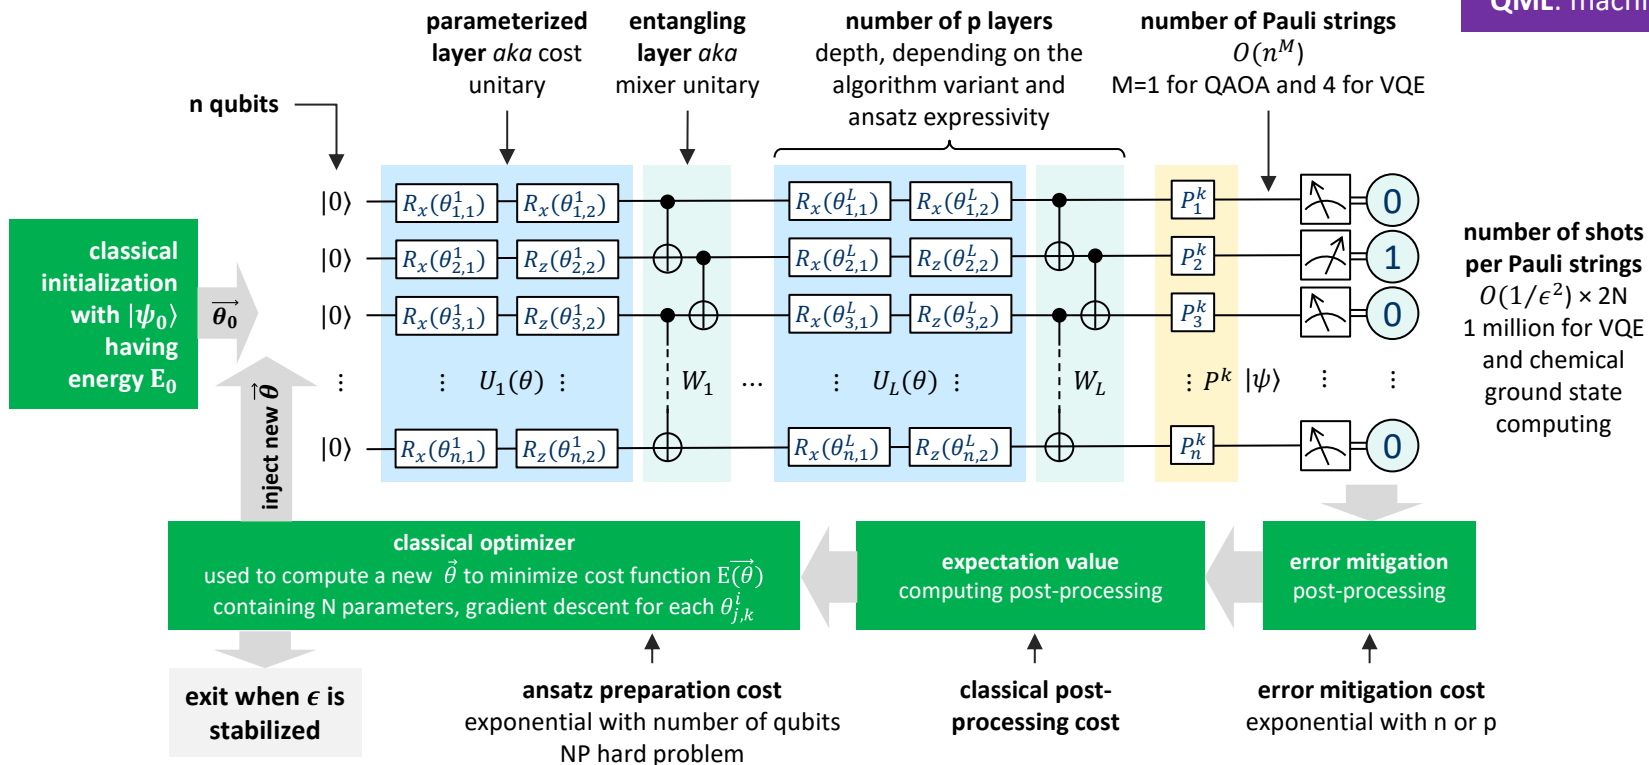 QML: machin
parameterized
layer aka cost
unitary
entangling
layer aka
mixer unitary
number of p layers
depth, depending on the
algorithm variant and
ansatz expressivity
number of Pauli strings
O(n^M)
M=1 for QAOA and 4 for VQE
n qubits
|0⟩ R_x(θ^1_{1,1}) R_x(θ^1_{1,2}) R_x(θ^L_{1,1}) R_x(θ^L_{1,2}) P^k_1 0
|0⟩ R_x(θ^1_{2,1}) R_z(θ^1_{2,2}) R_x(θ^L_{2,1}) R_z(θ^L_{2,2}) P^k_2 1
|0⟩ R_x(θ^1_{3,1}) R_z(θ^1_{3,2}) R_x(θ^L_{3,1}) R_z(θ^L_{3,2}) P^k_3 0
⋮ ⋮ U_1(θ) ⋮ W_1 ... ⋮ U_L(θ) ⋮ W_L ⋮ P^k |ψ⟩ ⋮ ⋮
|0⟩ R_x(θ^1_{n,1}) R_z(θ^1_{n,2}) R_x(θ^L_{n,1}) R_z(θ^L_{n,2}) P^k_n 0
classical
initialization
with |ψ_0⟩
having
energy E_0
θ_0→
inject new θ→
number of shots
per Pauli strings
O(1/ϵ^2) × 2N
1 million for VQE
and chemical
ground state
computing
classical optimizer
used to compute a new θ→ to minimize cost function E(θ)→
containing N parameters, gradient descent for each θ^i_{j,k}
expectation value
computing post-processing
error mitigation
post-processing
exit when ϵ is
stabilized
ansatz preparation cost
exponential with number of qubits
NP hard problem
classical post-
processing cost
error mitigation cost
exponential with n or p